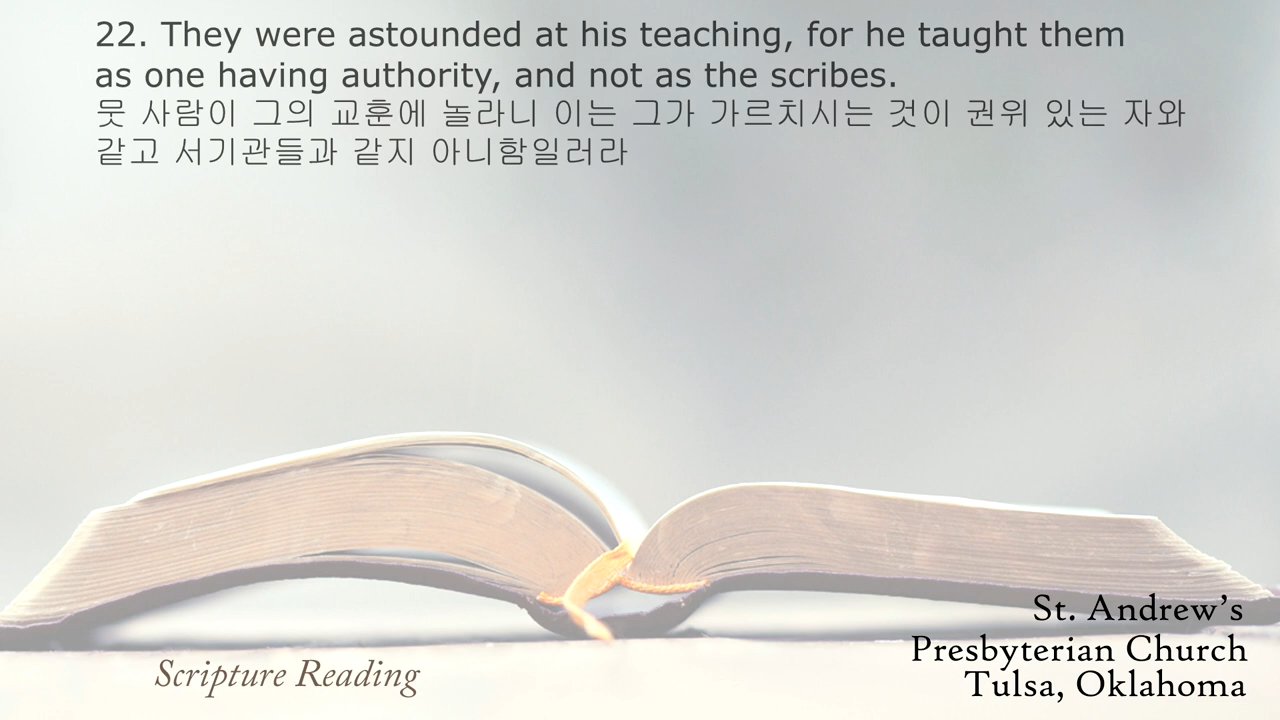 22. They were astounded at his teaching, for he taught them
as one having authority, and not as the scribes.
뭇 사람이 그의 교훈에 놀라니 이는 그가 가르치시는 것이 권위 있는 자와
같고 서기관들과 같지 아니함일러라
St. Andrew’s
Presbyterian Church
Tulsa, Oklahoma
Scripture Reading